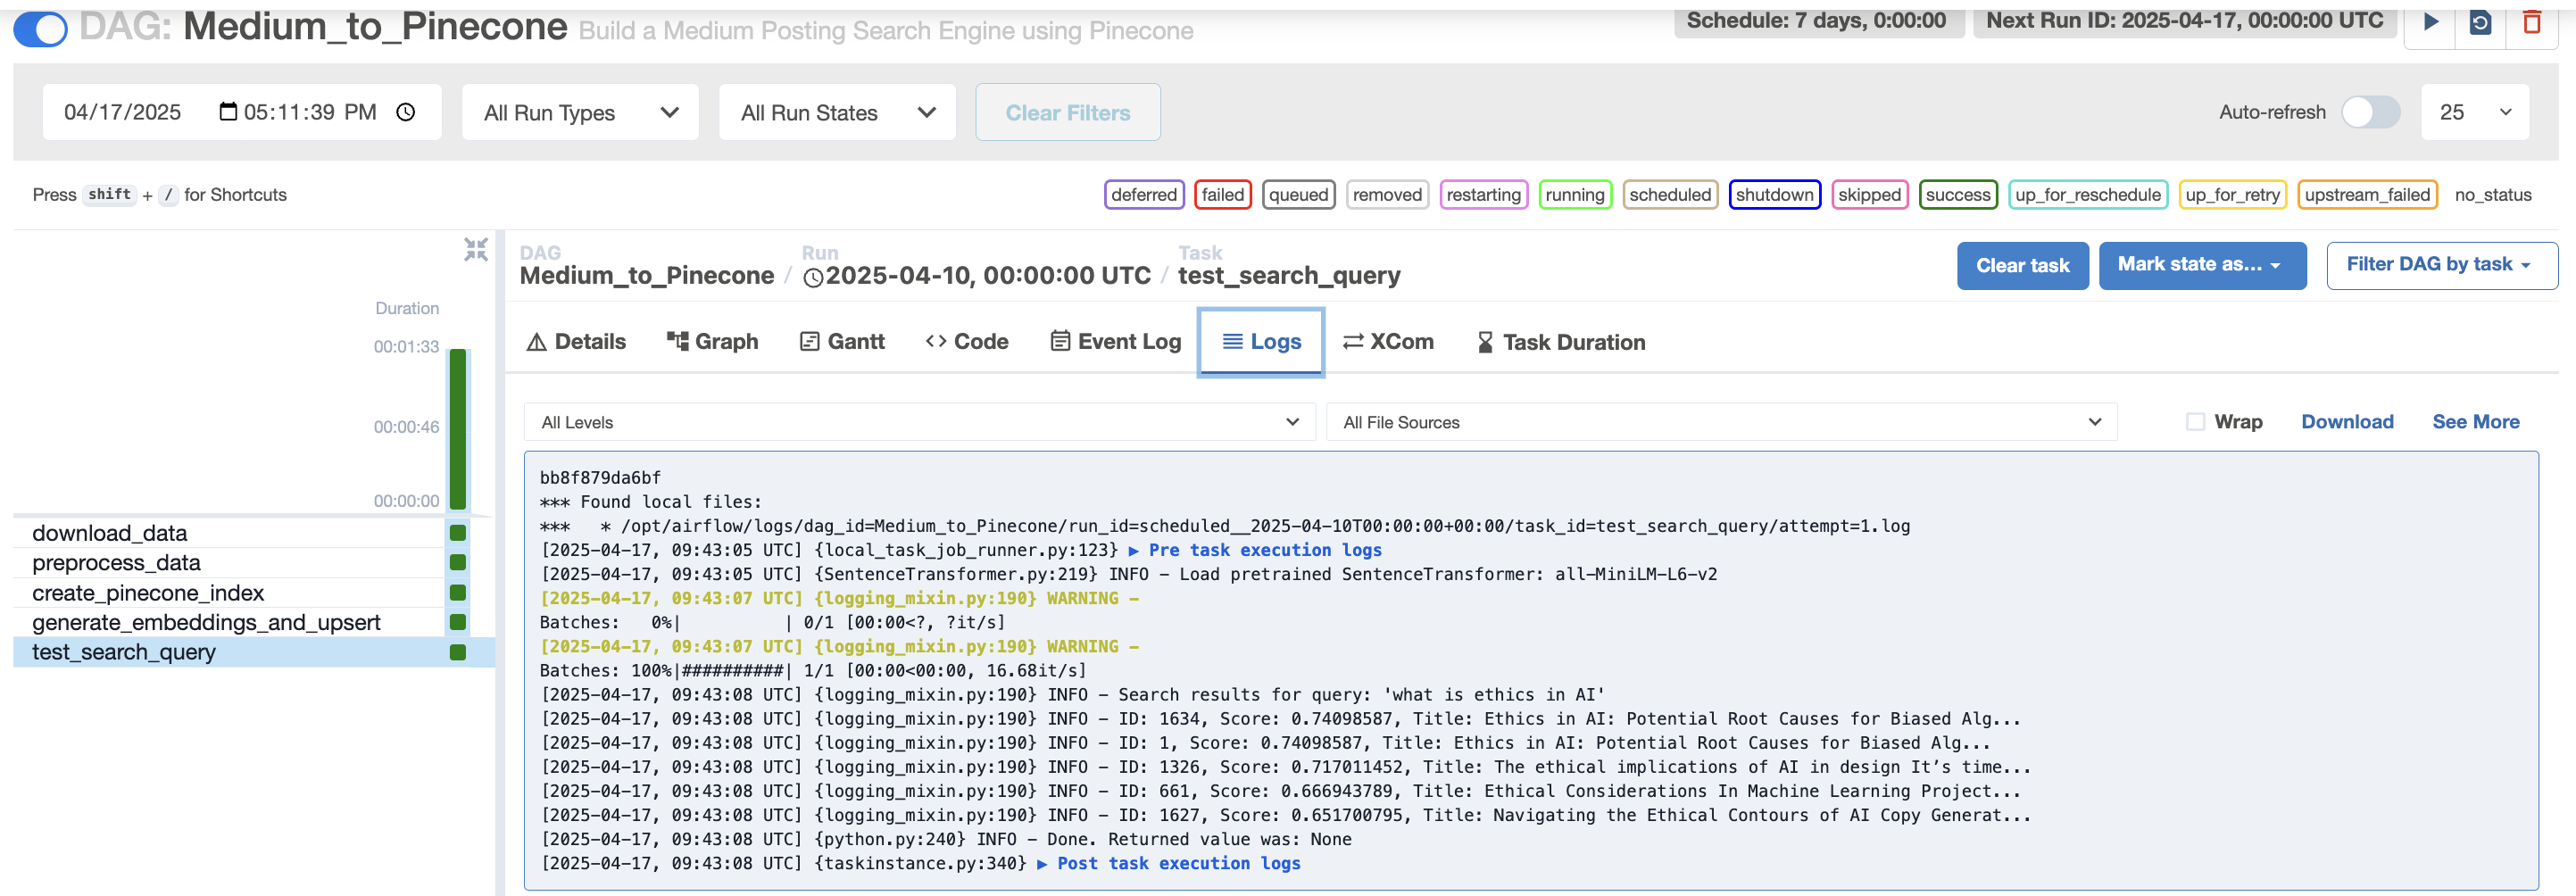 DAG: Medium_to_Pinecone Build a Medium Posting Search Engine using Pinecone
Schedule: 7 days, 0:00:00 Next Run ID: 2025-04-17, 00:00:00 UTC
04/17/2025 05:11:39 PM All Run Types All Run States Clear Filters Auto-refresh 25
Press shift + / for Shortcuts
deferred failed queued removed restarting running scheduled shutdown skipped success up_for_reschedule up_for_retry upstream_failed no_status
Duration
00:01:33
00:00:46
00:00:00
download_data
preprocess_data
create_pinecone_index
generate_embeddings_and_upsert
test_search_query
DAG Run Task
Medium_to_Pinecone / 2025-04-10, 00:00:00 UTC / test_search_query
Clear task Mark state as... Filter DAG by task
Details Graph Gantt <> Code Event Log Logs XCom Task Duration
All Levels All File Sources Wrap Download See More
bb8f879da6bf
*** Found local files:
***   * /opt/airflow/logs/dag_id=Medium_to_Pinecone/run_id=scheduled__2025-04-10T00:00:00+00:00/task_id=test_search_query/attempt=1.log
[2025-04-17, 09:43:05 UTC] {local_task_job_runner.py:123} ▶ Pre task execution logs
[2025-04-17, 09:43:05 UTC] {SentenceTransformer.py:219} INFO - Load pretrained SentenceTransformer: all-MiniLM-L6-v2
[2025-04-17, 09:43:07 UTC] {logging_mixin.py:190} WARNING -
Batches:   0%|          | 0/1 [00:00<?, ?it/s]
[2025-04-17, 09:43:07 UTC] {logging_mixin.py:190} WARNING -
Batches: 100%|##########| 1/1 [00:00<00:00, 16.68it/s]
[2025-04-17, 09:43:08 UTC] {logging_mixin.py:190} INFO - Search results for query: 'what is ethics in AI'
[2025-04-17, 09:43:08 UTC] {logging_mixin.py:190} INFO - ID: 1634, Score: 0.74098587, Title: Ethics in AI: Potential Root Causes for Biased Alg...
[2025-04-17, 09:43:08 UTC] {logging_mixin.py:190} INFO - ID: 1, Score: 0.74098587, Title: Ethics in AI: Potential Root Causes for Biased Alg...
[2025-04-17, 09:43:08 UTC] {logging_mixin.py:190} INFO - ID: 1326, Score: 0.717011452, Title: The ethical implications of AI in design It’s time...
[2025-04-17, 09:43:08 UTC] {logging_mixin.py:190} INFO - ID: 661, Score: 0.666943789, Title: Ethical Considerations In Machine Learning Project...
[2025-04-17, 09:43:08 UTC] {logging_mixin.py:190} INFO - ID: 1627, Score: 0.651700795, Title: Navigating the Ethical Contours of AI Copy Generat...
[2025-04-17, 09:43:08 UTC] {python.py:240} INFO - Done. Returned value was: None
[2025-04-17, 09:43:08 UTC] {taskinstance.py:340} ▶ Post task execution logs